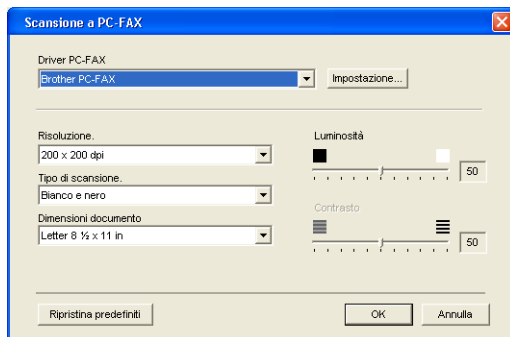 Scansione a PC-FAX
Driver PC-FAX
Brother PC-FAX
Impostazione...
Risoluzione.
200 x 200 dpi
Tipo di scansione.
Bianco e nero
Dimensioni documento
Letter 8 ½ x 11 in
Luminosità
50
Contrasto
50
Ripristina predefiniti
OK
Annulla